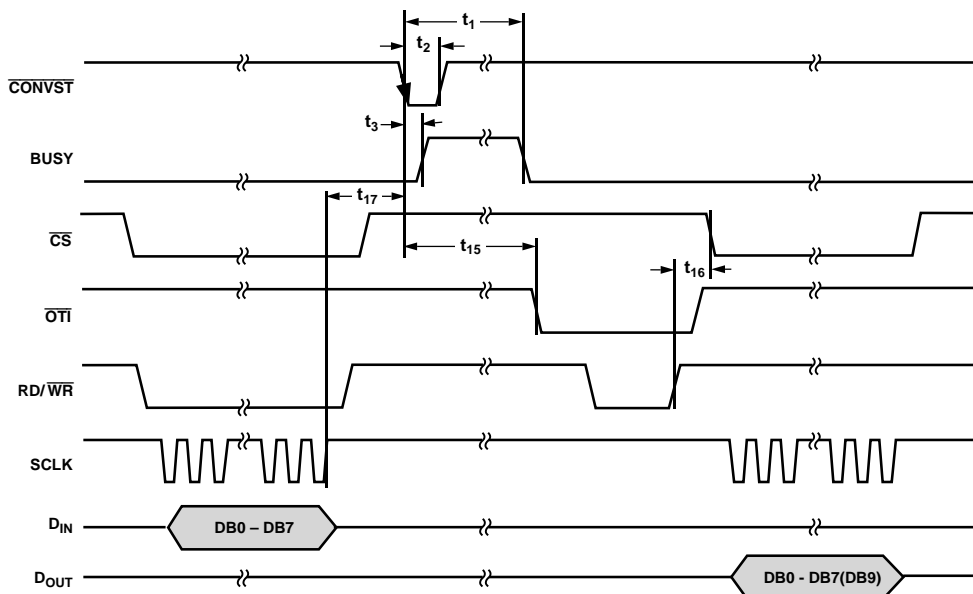 t1
t2
CONVST
t3
BUSY
t17
CS
t15
t16
OTI
RD/WR
SCLK
DIN
DB0 – DB7
DOUT
DB0 - DB7(DB9)